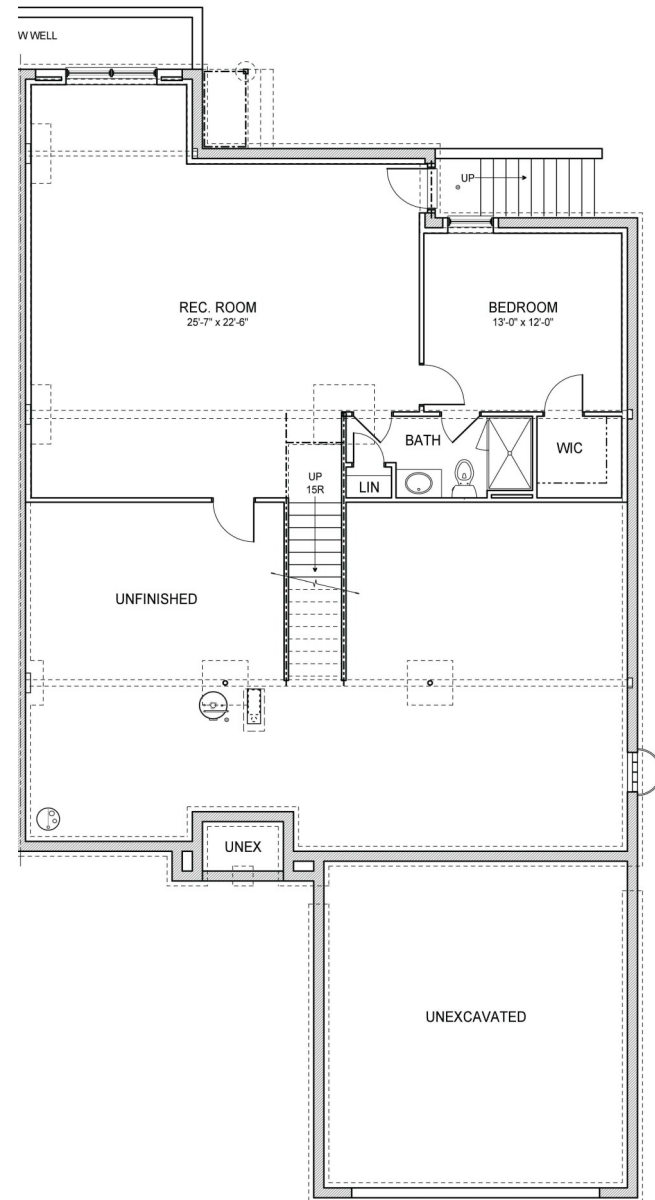 W WELL
UP
REC. ROOM
25'-7" x 22'-6"
BEDROOM
13'-0" x 12'-0"
BATH
WIC
UP
15R
LIN
UNFINISHED
UNEX
UNEXCAVATED